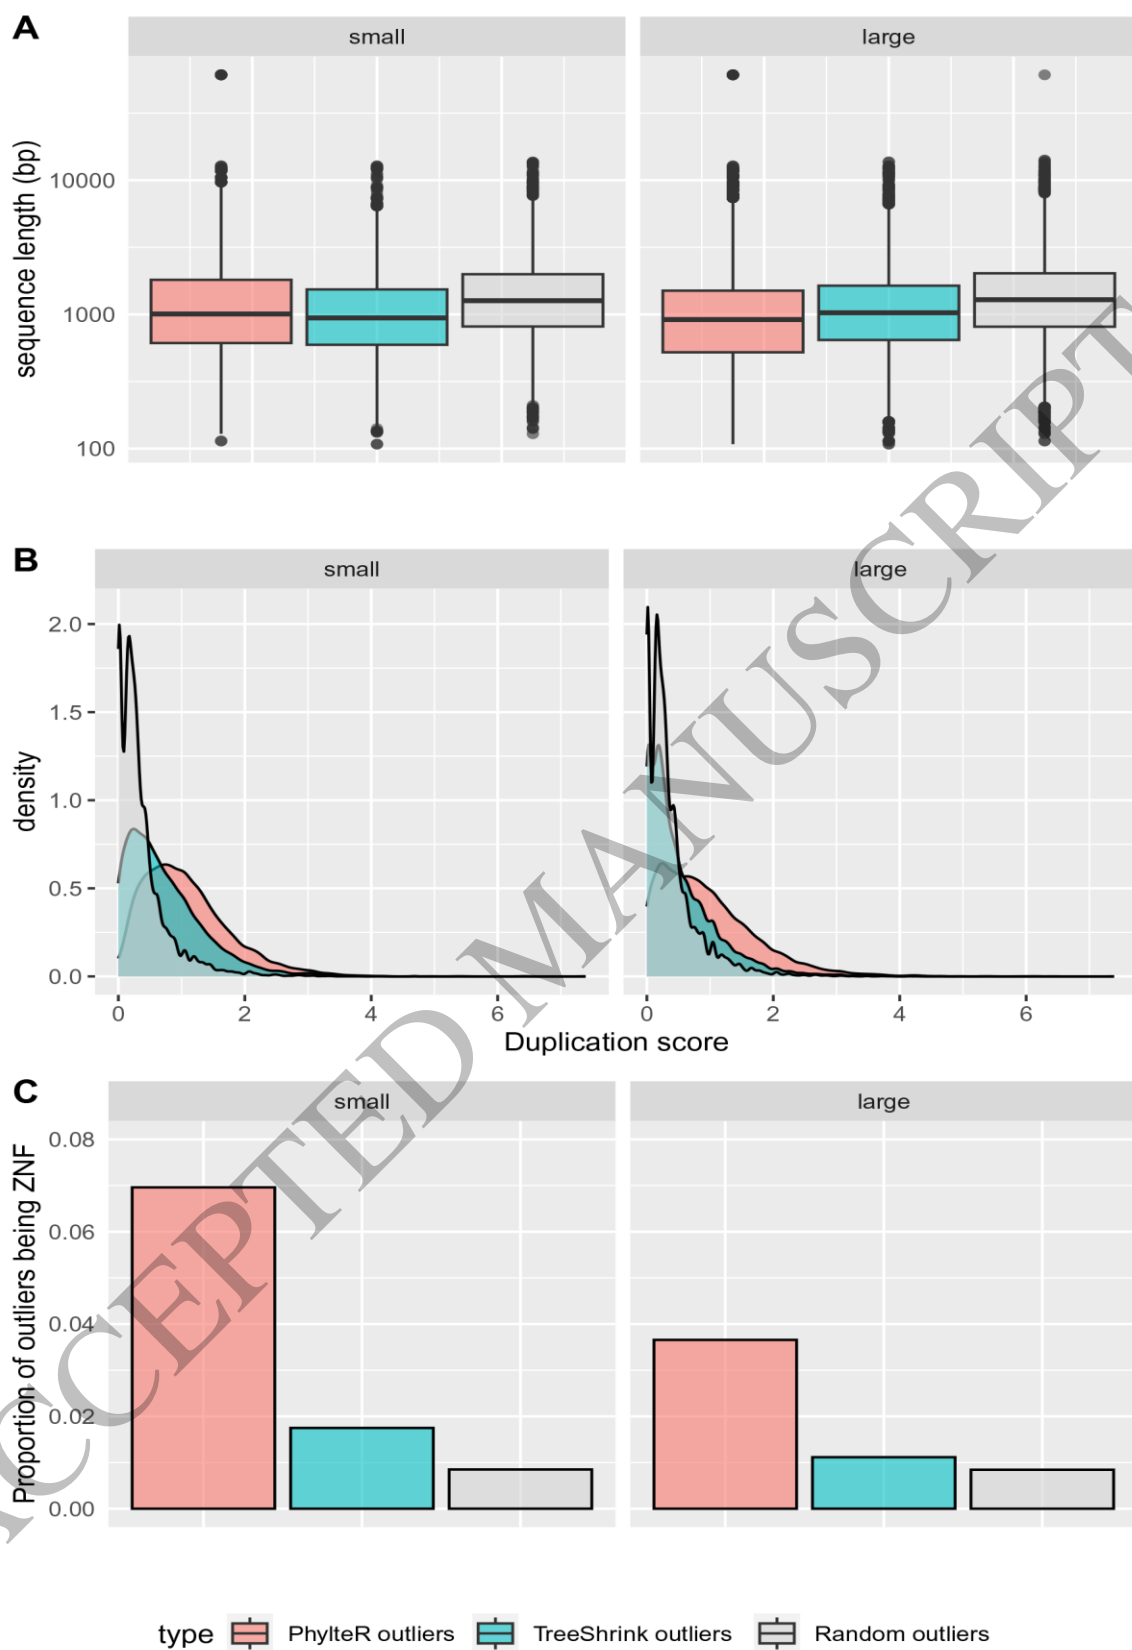 A
small large
sequence length (bp)
10000
1000
100
B
small large
density
2.0
1.5
1.0
0.5
0.0
0 2 4 6 0 2 4 6
Duplication score
C
small large
Proportion of outliers being ZNF
0.08
0.06
0.04
0.02
0.00
type PhylteR outliers TreeShrink outliers Random outliers
CCEPTED MANUSCRIPT